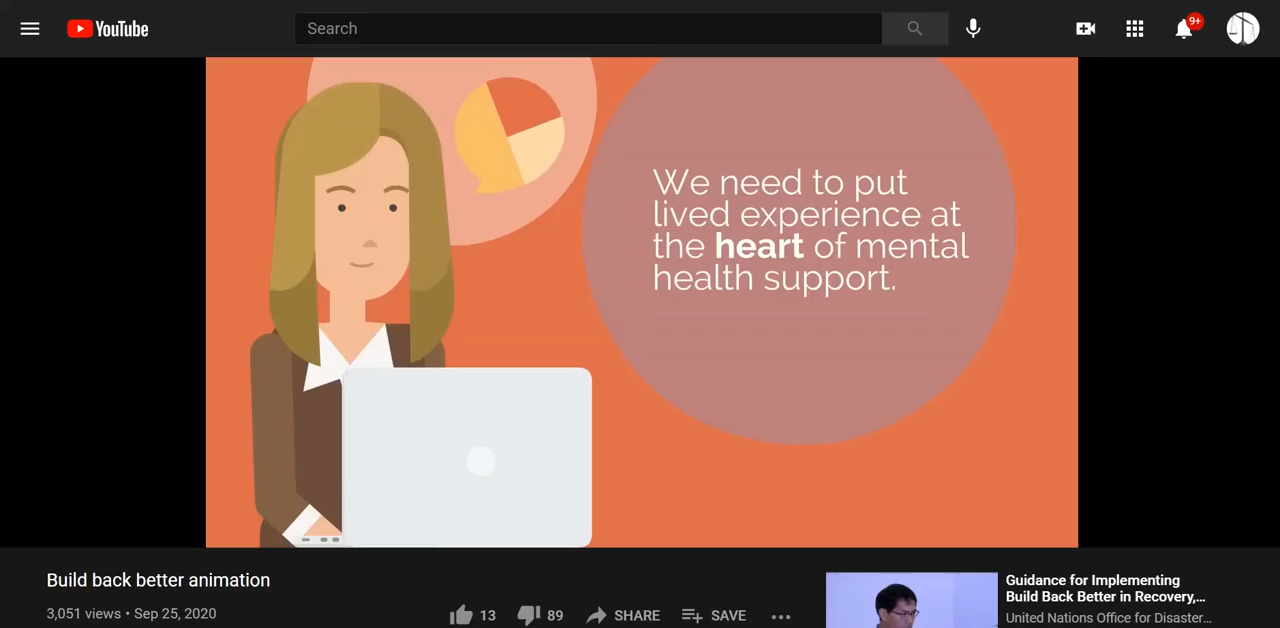 YouTube
Search
9+
We need to put
lived experience at
the heart of mental
health support.
Build back better animation
3,051 views • Sep 25, 2020
13
89
SHARE
SAVE
Guidance for Implementing
Build Back Better in Recovery,...
United Nations Office for Disaster...